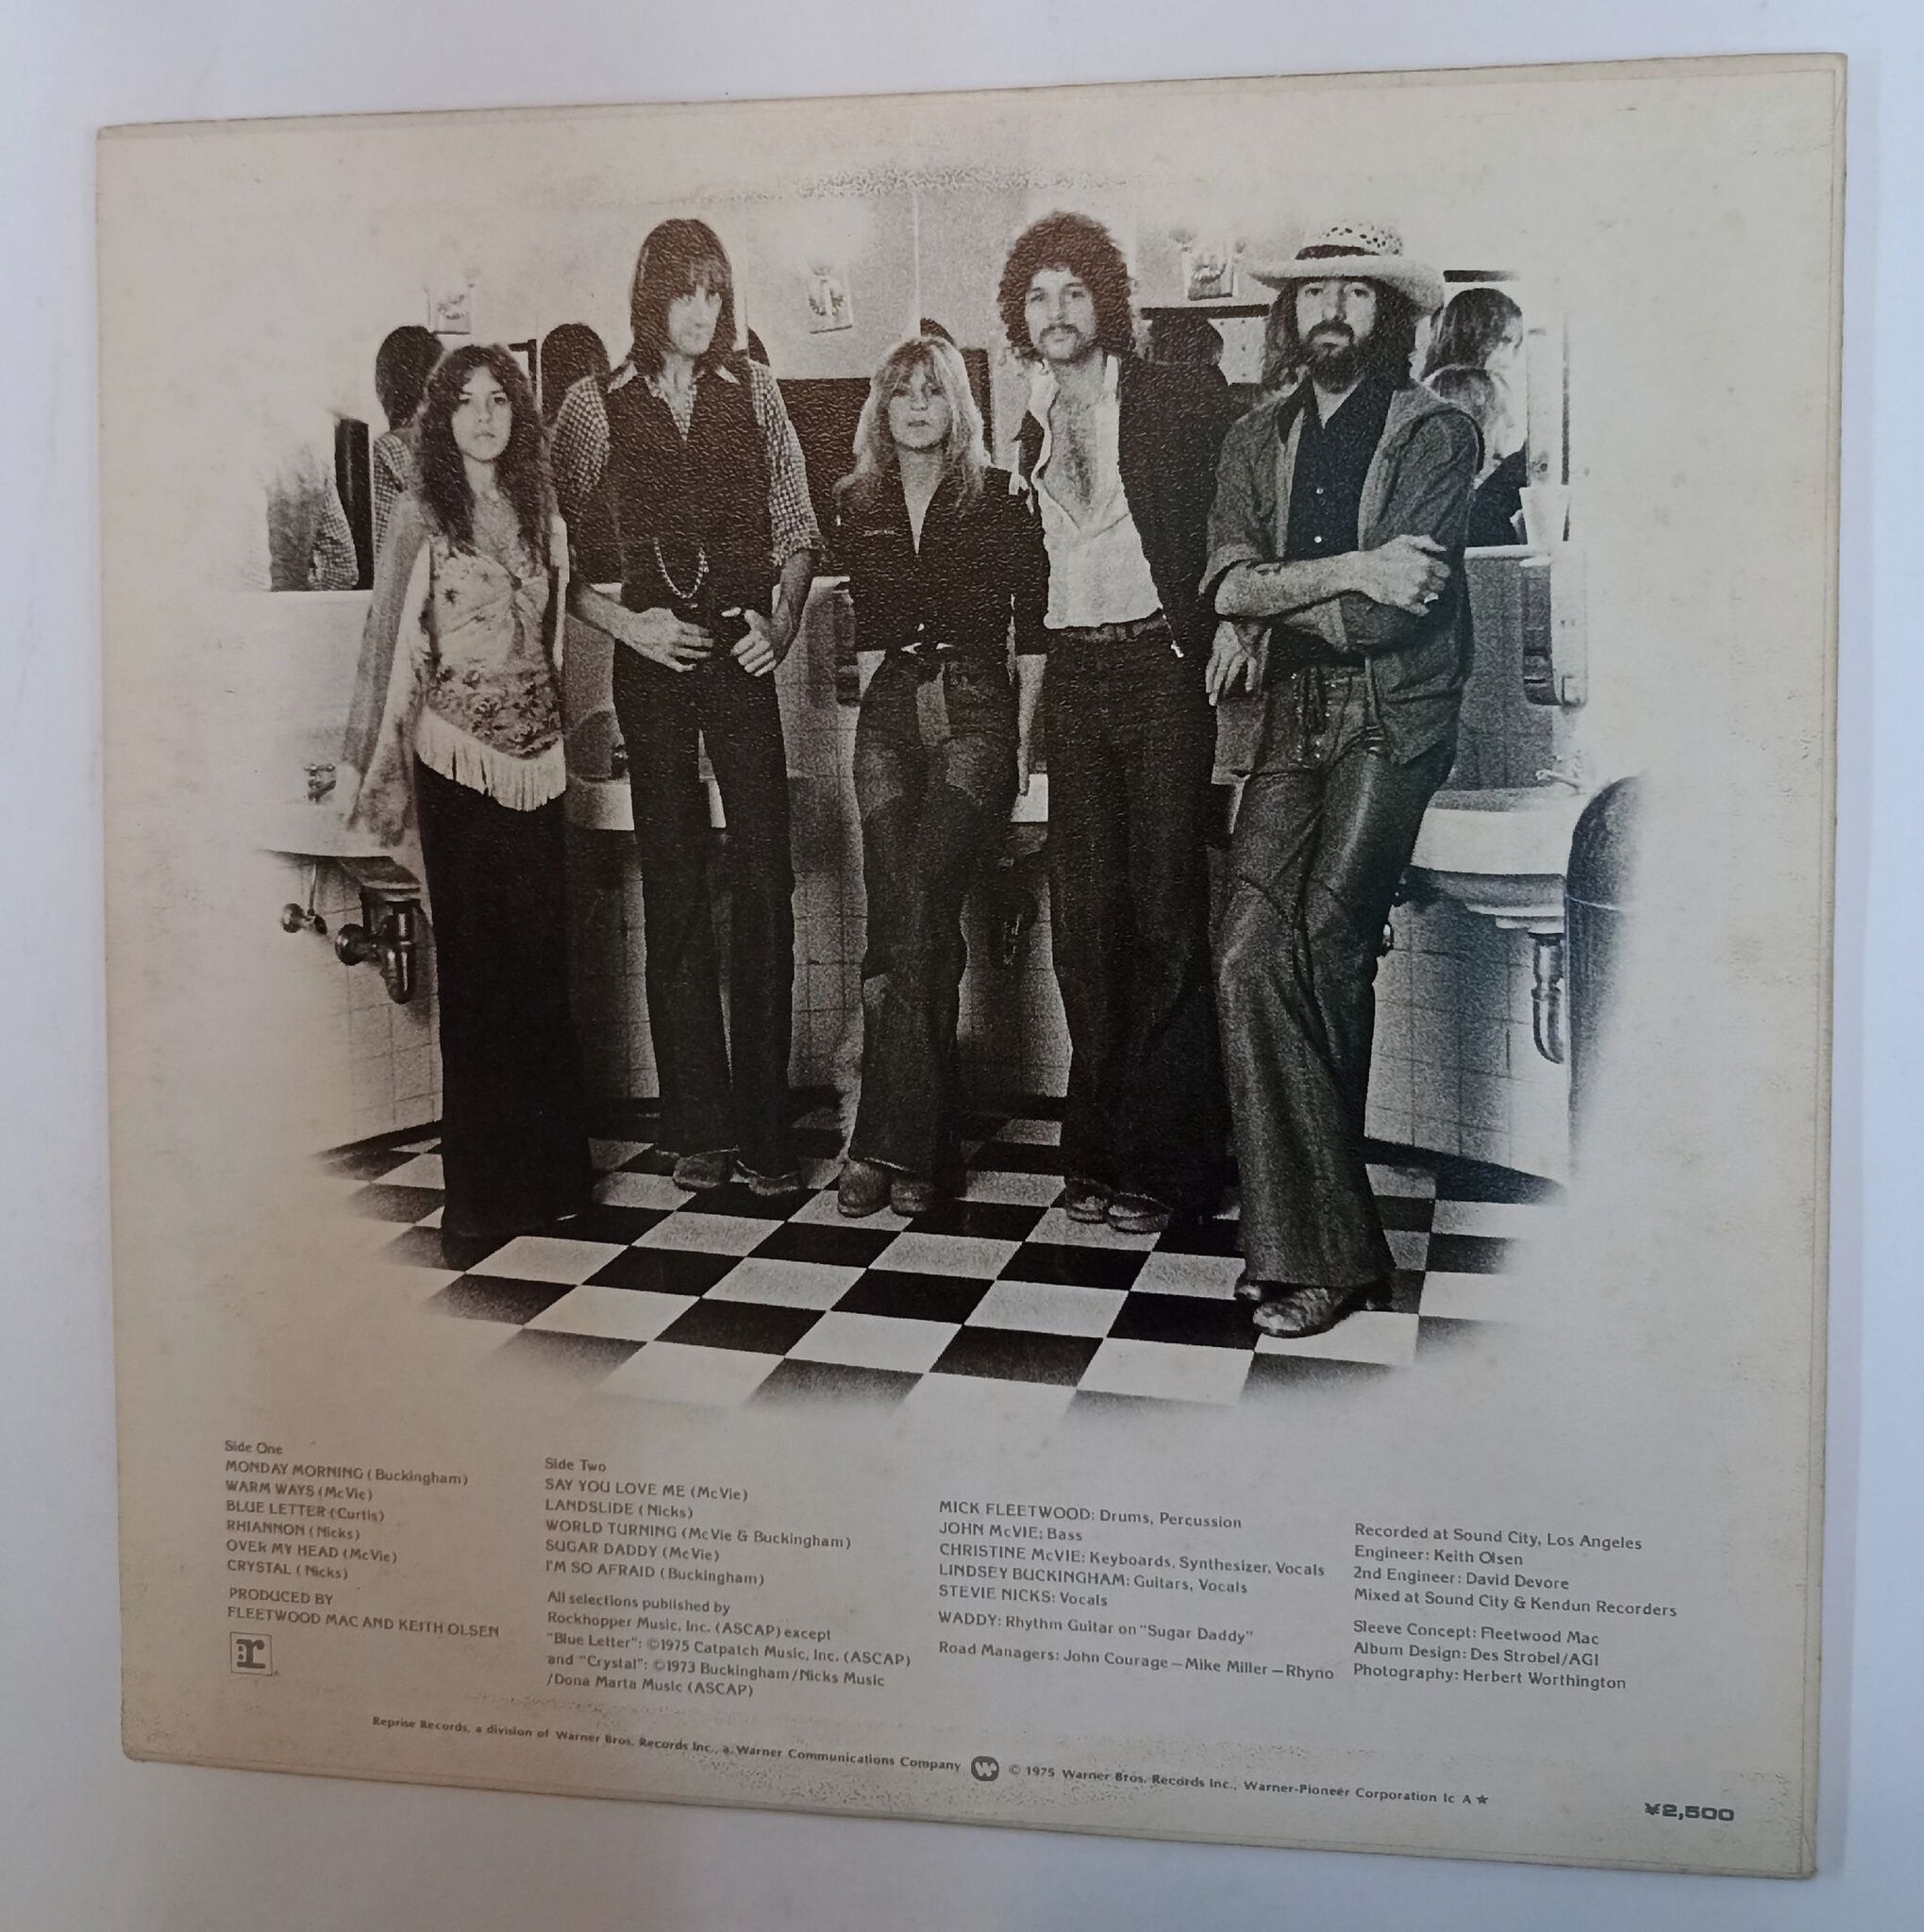 Side One
MONDAY MORNING (Buckingham)
WARM WAYS (McVie)
BLUE LETTER (Curtis)
RHIANNON (Nicks)
OVER MY HEAD (McVie)
CRYSTAL (Nicks)
PRODUCED BY
FLEETWOOD MAC AND KEITH OLSEN
:r
Side Two
SAY YOU LOVE ME (McVie)
LANDSLIDE (Nicks)
WORLD TURNING (McVie & Buckingham)
SUGAR DADDY (McVie)
I'M SO AFRAID (Buckingham)
All selections published by
Rockhopper Music, Inc. (ASCAP) except
"Blue Letter": ©1975 Catpatch Music, Inc. (ASCAP)
and "Crystal": ©1973 Buckingham/Nicks Music
/Dona Marta Music (ASCAP)
MICK FLEETWOOD: Drums, Percussion
JOHN McVIE: Bass
CHRISTINE McVIE: Keyboards, Synthesizer, Vocals
LINDSEY BUCKINGHAM: Guitars, Vocals
STEVIE NICKS: Vocals
WADDY: Rhythm Guitar on "Sugar Daddy"
Road Managers: John Courage – Mike Miller – Rhyno
Recorded at Sound City, Los Angeles
Engineer: Keith Olsen
2nd Engineer: David Devore
Mixed at Sound City & Kendun Recorders
Sleeve Concept: Fleetwood Mac
Album Design: Des Strobel/AGI
Photography: Herbert Worthington
Reprise Records, a division of Warner Bros. Records Inc., a Warner Communications Company W © 1975 Warner Bros. Records Inc., Warner-Pioneer Corporation Ic A ★
¥2,500